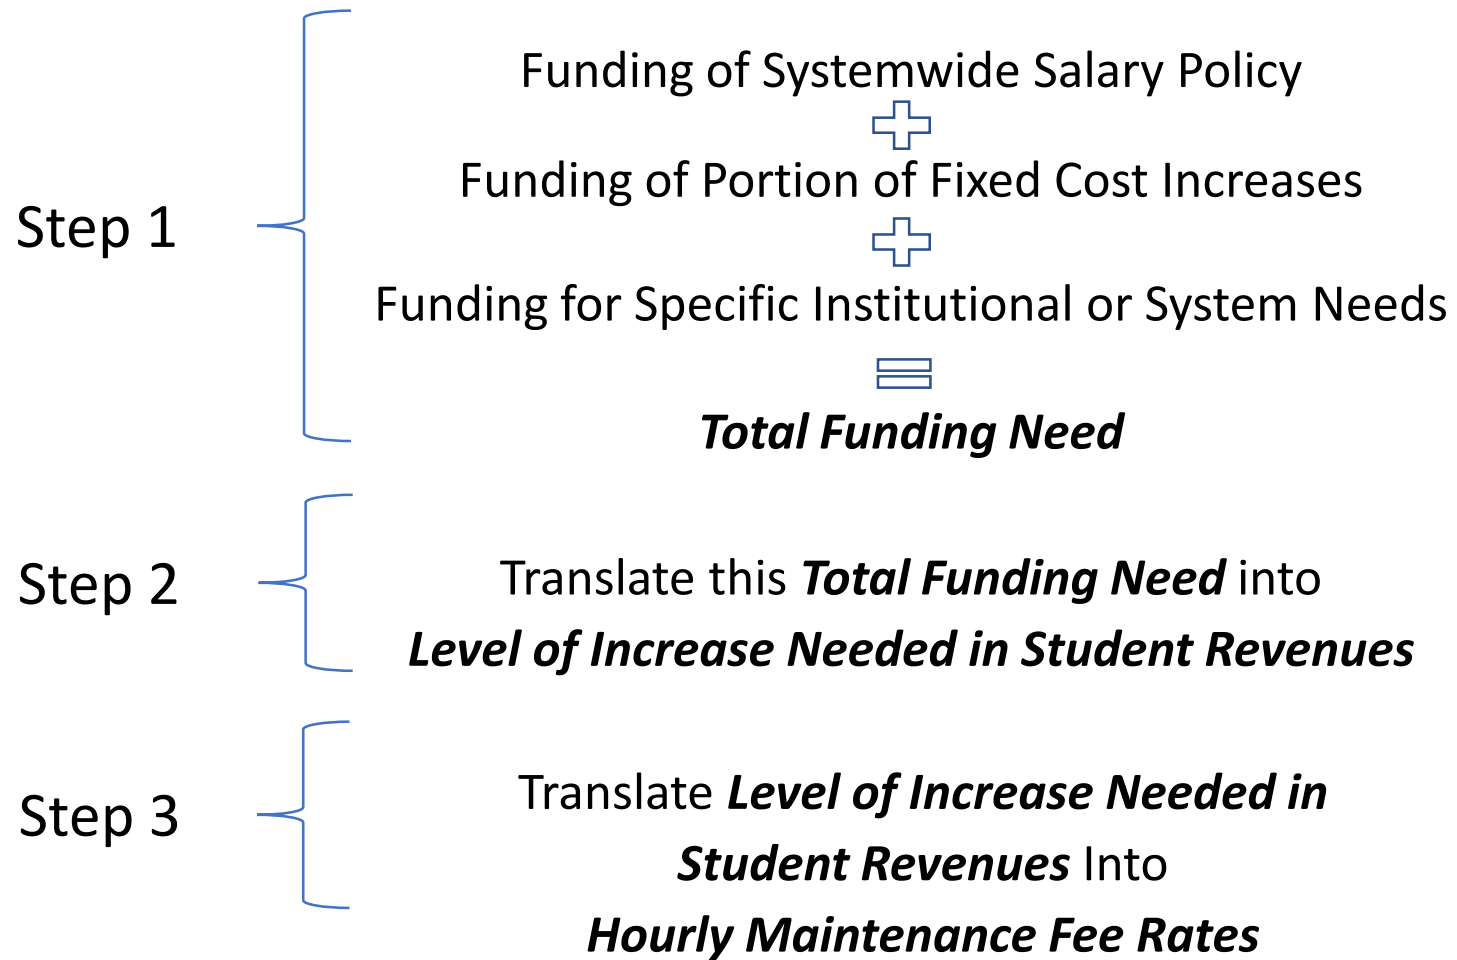 Step 1
Funding of Systemwide Salary Policy
Funding of Portion of Fixed Cost Increases
Funding for Specific Institutional or System Needs
Total Funding Need
Step 2
Translate this Total Funding Need into
Level of Increase Needed in Student Revenues
Step 3
Translate Level of Increase Needed in
Student Revenues Into
Hourly Maintenance Fee Rates